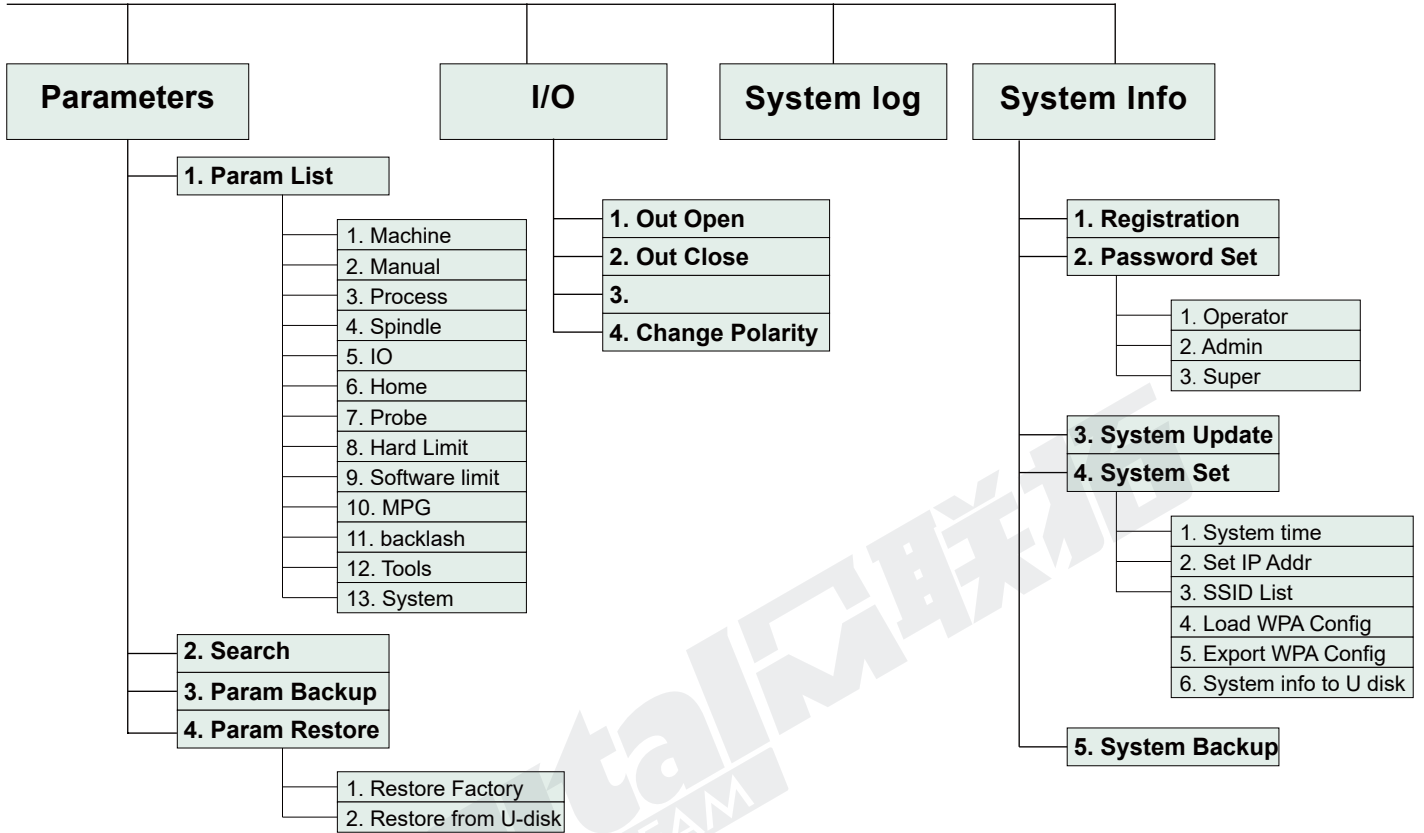 Parameters
I/O
System log
System Info
1. Param List
1. Machine
2. Manual
3. Process
4. Spindle
5. IO
6. Home
7. Probe
8. Hard Limit
9. Software limit
10. MPG
11. backlash
12. Tools
13. System
2. Search
3. Param Backup
4. Param Restore
1. Restore Factory
2. Restore from U-disk
1. Out Open
2. Out Close
3.
4. Change Polarity
1. Registration
2. Password Set
1. Operator
2. Admin
3. Super
3. System Update
4. System Set
1. System time
2. Set IP Addr
3. SSID List
4. Load WPA Config
5. Export WPA Config
6. System info to U disk
5. System Backup
联拓